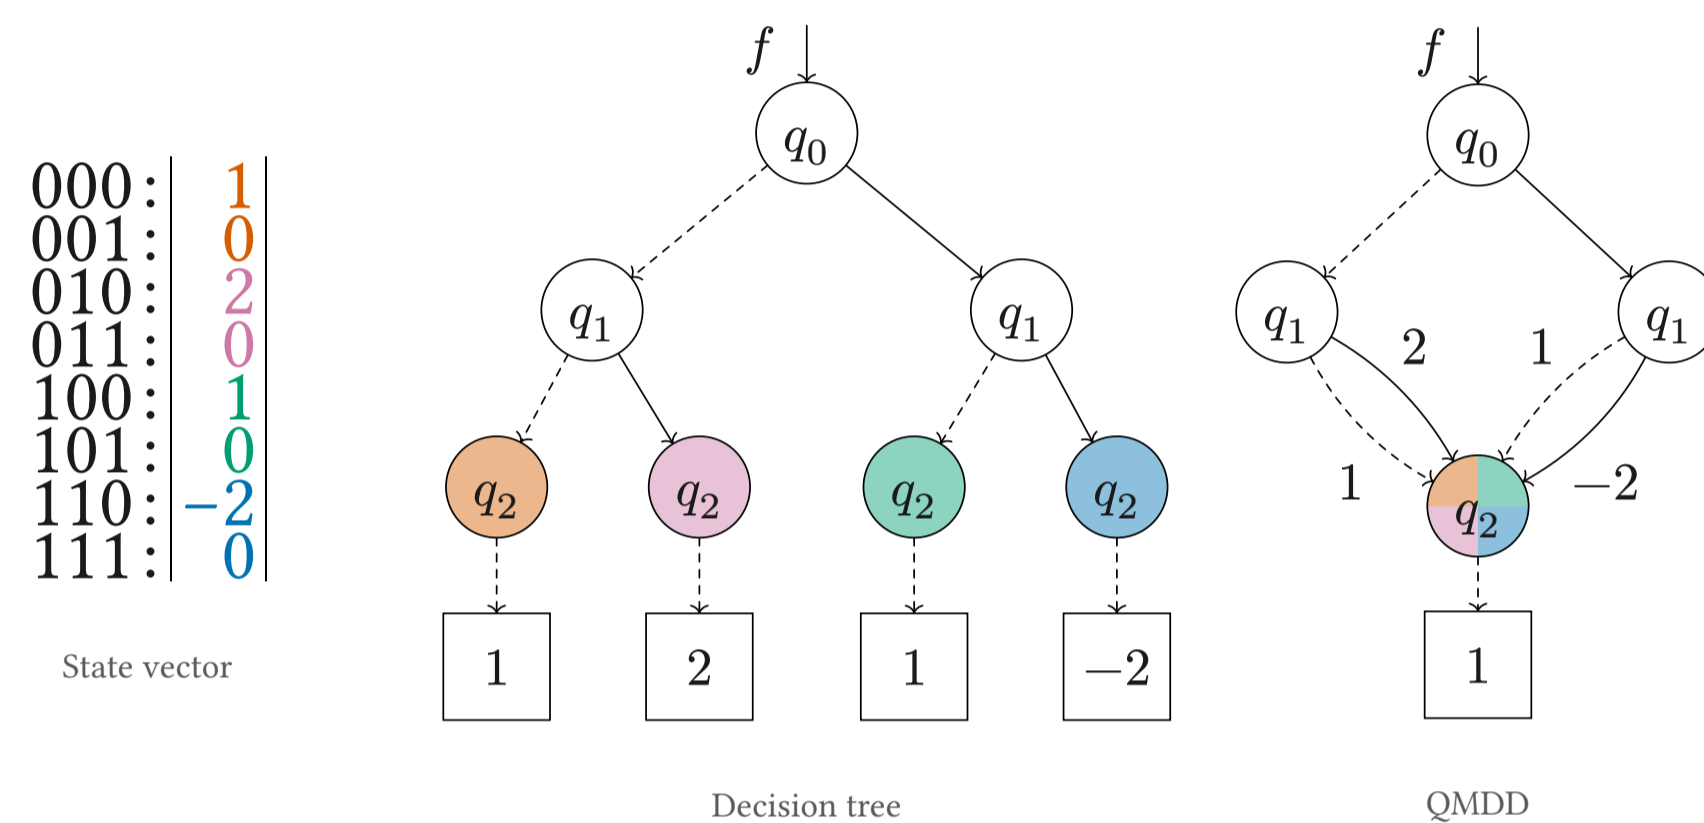 f
f
q0
q0
000: 1
001: 0
010: 2
011: 0
100: 1
101: 0
110: −2
111: 0
q1
q1
q1
q1
2
1
1
−2
q2
q2
q2
q2
q2
1
2
1
−2
1
State vector
Decision tree
QMDD